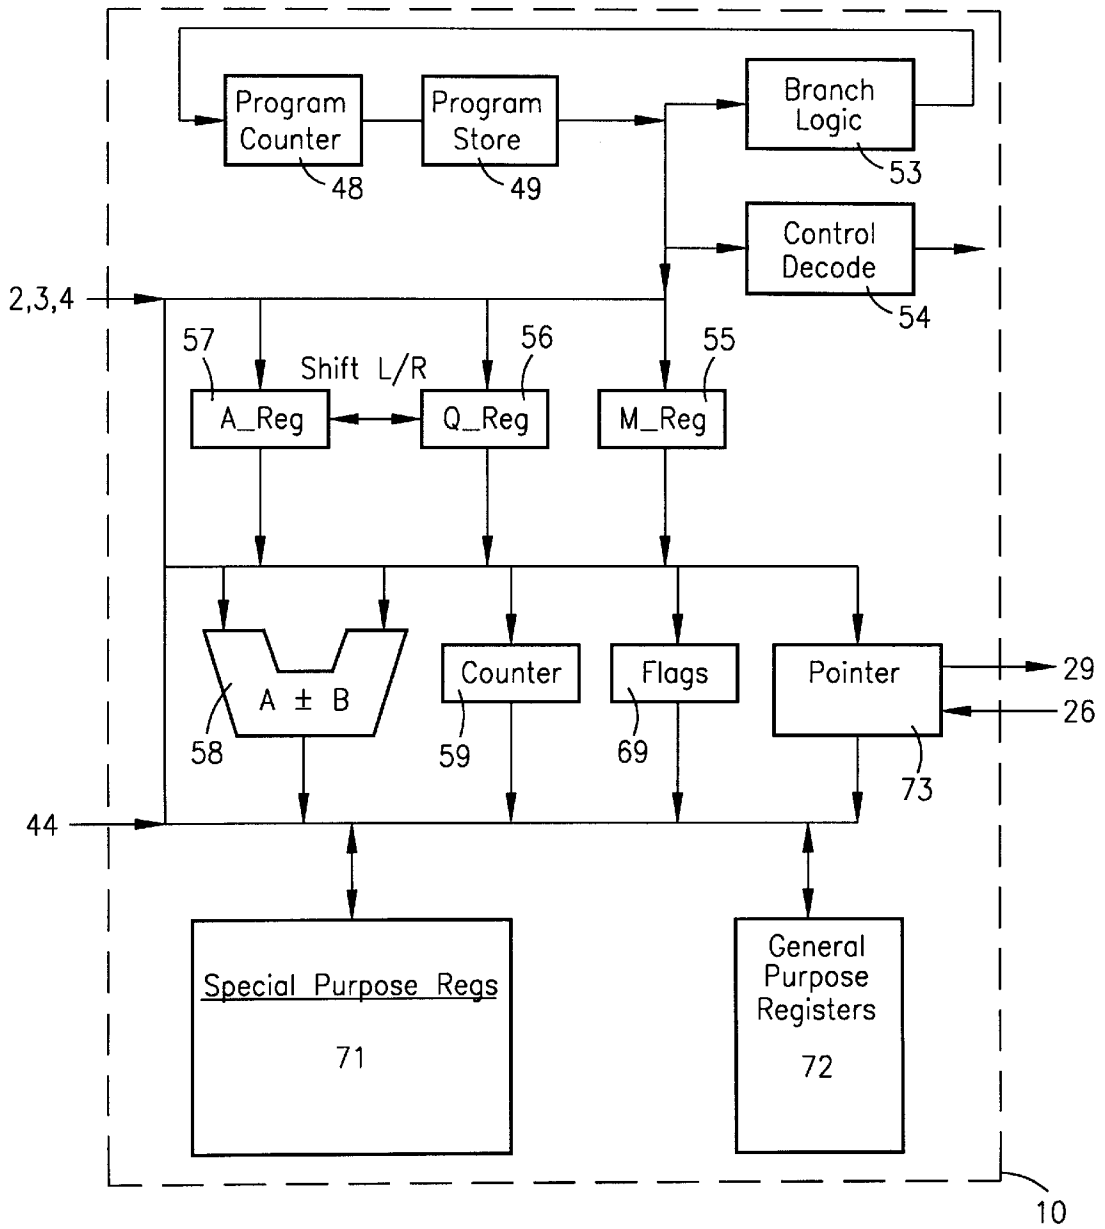 Program
Counter
48
Program
Store
49
Branch
Logic
53
Control
Decode
54
2,3,4
57
Shift L/R
56
55
A_Reg
Q_Reg
M_Reg
A ± B
58
Counter
59
Flags
69
Pointer
73
29
26
44
Special Purpose Regs
71
General
Purpose
Registers
72
10